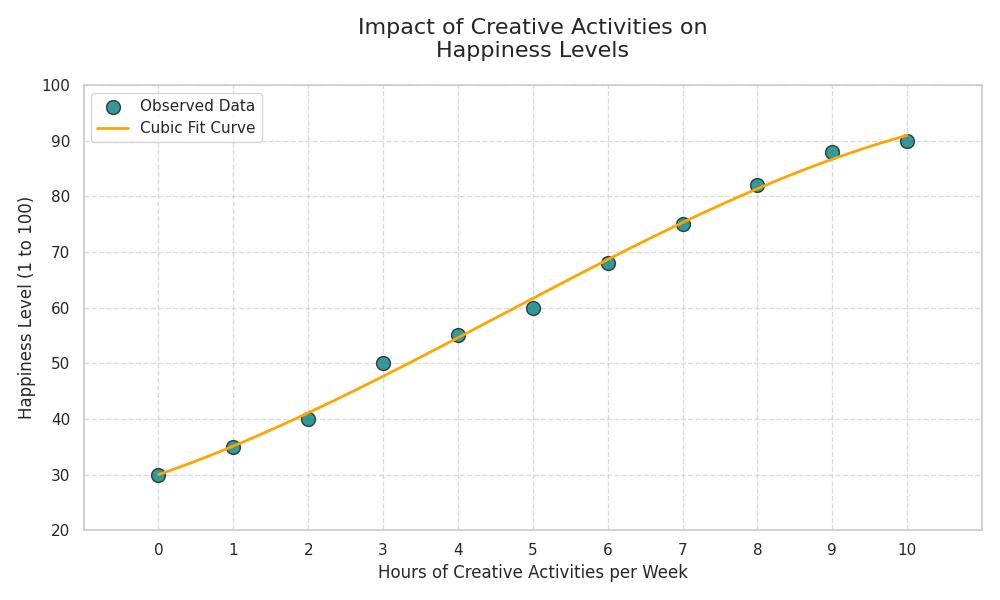 Impact of Creative Activities on
Happiness Levels
Observed Data
Cubic Fit Curve
Happiness Level (1 to 100)
100
90
80
70
60
50
40
30
20
0 1 2 3 4 5 6 7 8 9 10
Hours of Creative Activities per Week